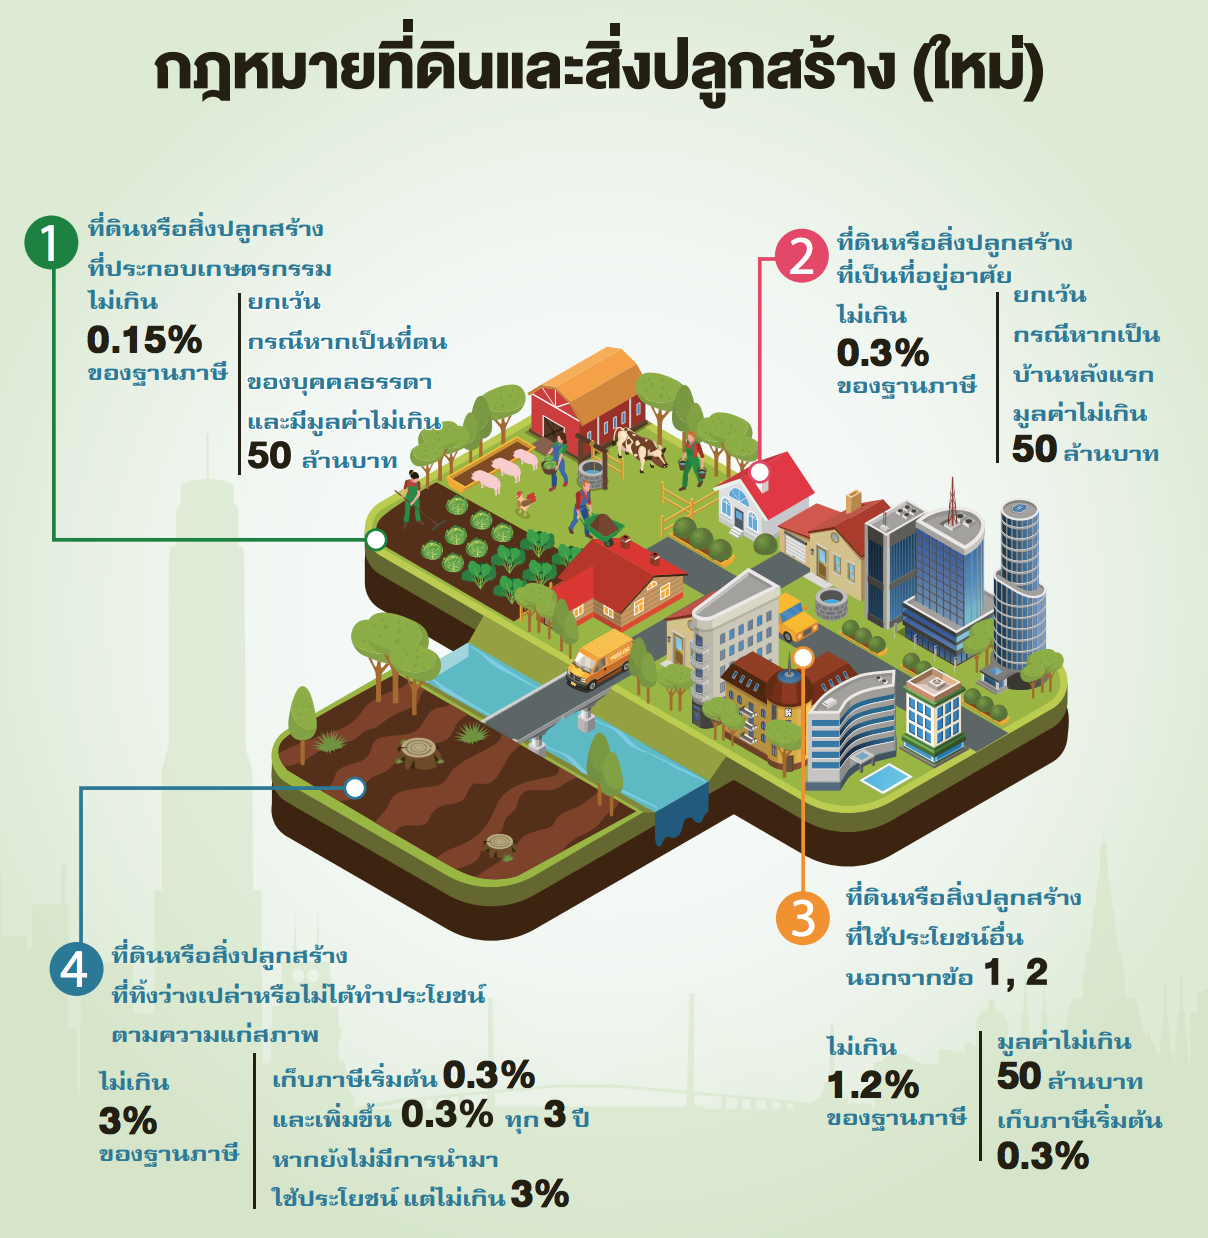 กฎหมายที่ดินและสิ่งปลูกสร้าง (ใหม่)
1
ที่ดินหรือสิ่งปลูกสร้าง
ที่ประกอบเกษตรกรรม
ไม่เกิน
0.15%
ของฐานภาษี
ยกเว้น
กรณีหากเป็นที่ตน
ของบุคคลธรรดา
และมีมูลค่าไม่เกิน
50 ล้านบาท
2
ที่ดินหรือสิ่งปลูกสร้าง
ที่เป็นที่อยู่อาศัย
ไม่เกิน
0.3%
ของฐานภาษี
ยกเว้น
กรณีหากเป็น
บ้านหลังแรก
มูลค่าไม่เกิน
50 ล้านบาท
3
ที่ดินหรือสิ่งปลูกสร้าง
ที่ใช้ประโยชน์อื่น
นอกจากข้อ 1, 2
ไม่เกิน
1.2%
ของฐานภาษี
มูลค่าไม่เกิน
50 ล้านบาท
เก็บภาษีเริ่มต้น
0.3%
4
ที่ดินหรือสิ่งปลูกสร้าง
ที่ทิ้งว่างเปล่าหรือไม่ได้ทำประโยชน์
ตามความแก่สภาพ
ไม่เกิน
3%
ของฐานภาษี
เก็บภาษีเริ่มต้น 0.3%
และเพิ่มขึ้น 0.3% ทุก 3 ปี
หากยังไม่มีการนำมา
ใช้ประโยชน์ แต่ไม่เกิน 3%